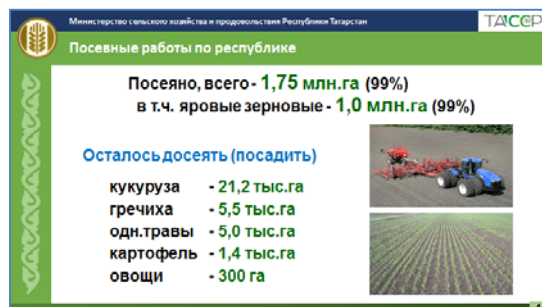 Министерство сельского хозяйства и продовольствия Республики Татарстан
ТАССР
Посевные работы по республике
Посеяно, всего - 1,75 млн.га (99%)
в т.ч. яровые зерновые - 1,0 млн.га (99%)
Осталось досеять (посадить)
кукуруза - 21,2 тыс.га
гречиха - 5,5 тыс.га
одн.травы - 5,0 тыс.га
картофель - 1,4 тыс.га
овощи - 300 га